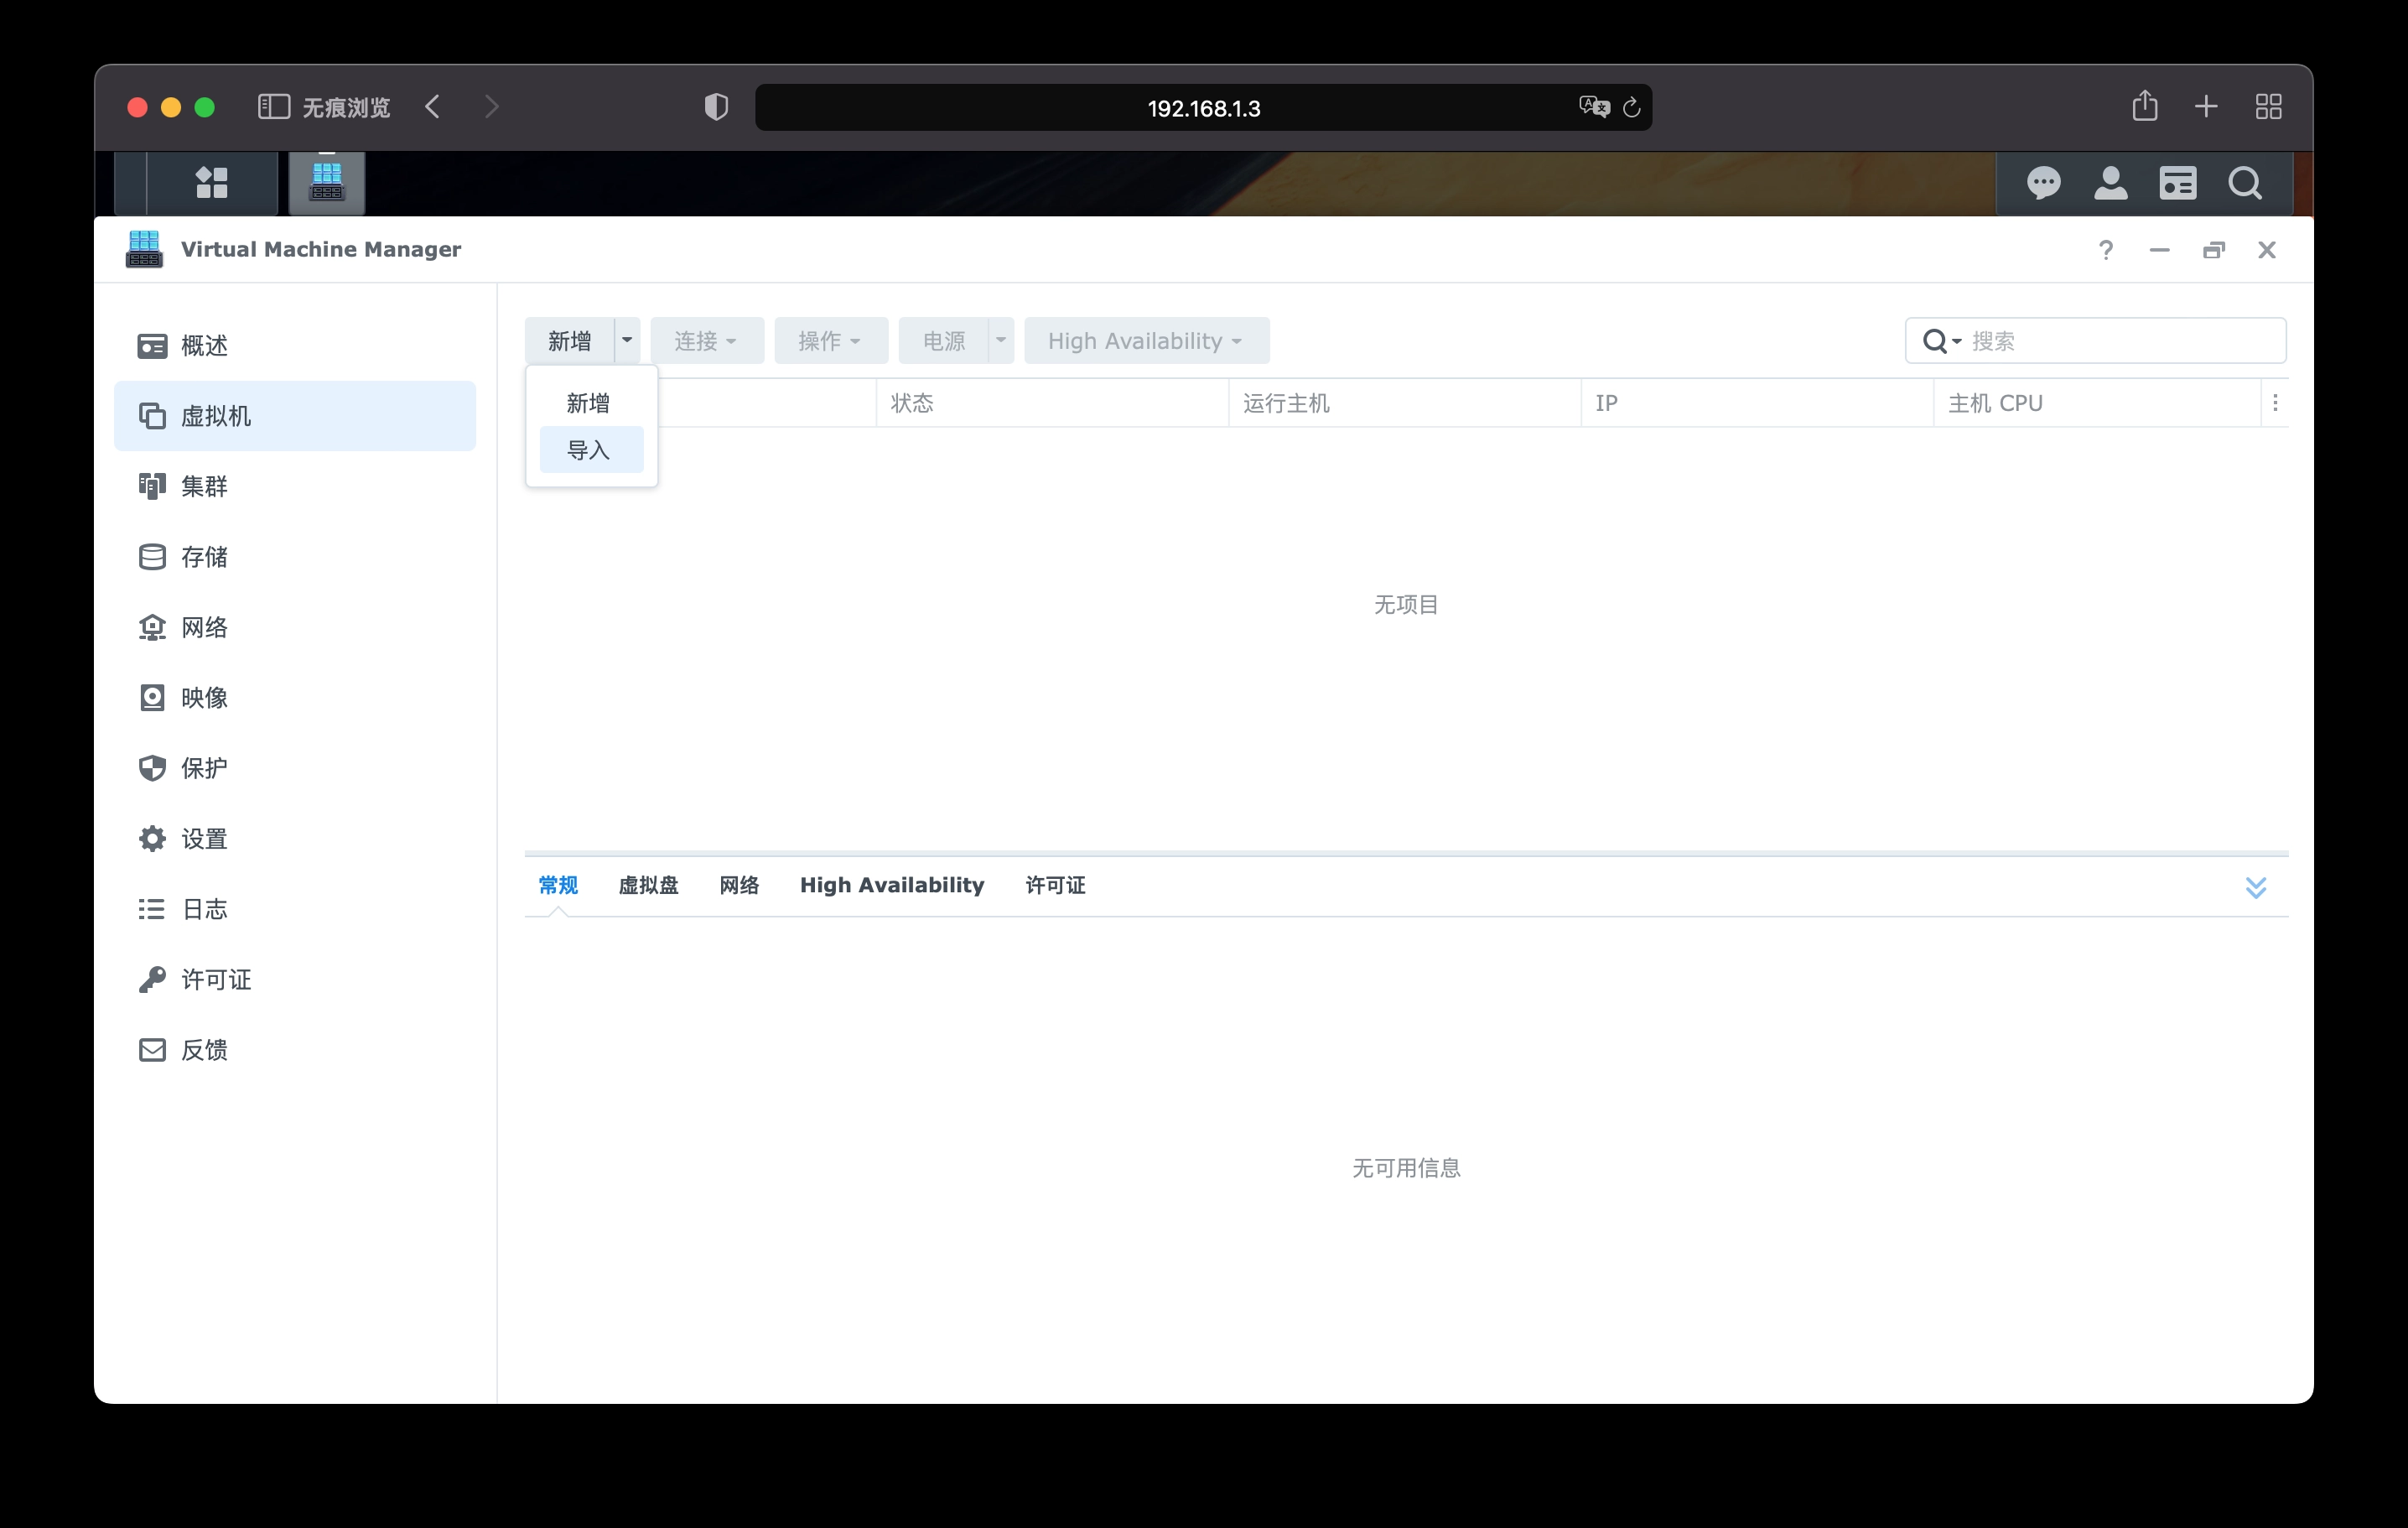 无痕浏览
192.168.1.3
Virtual Machine Manager
概述
虚拟机
集群
存储
网络
映像
保护
设置
日志
许可证
反馈
新增 连接 操作 电源 High Availability 搜索
新增
导入
状态 运行主机 IP 主机 CPU
无项目
常规 虚拟盘 网络 High Availability 许可证
无可用信息